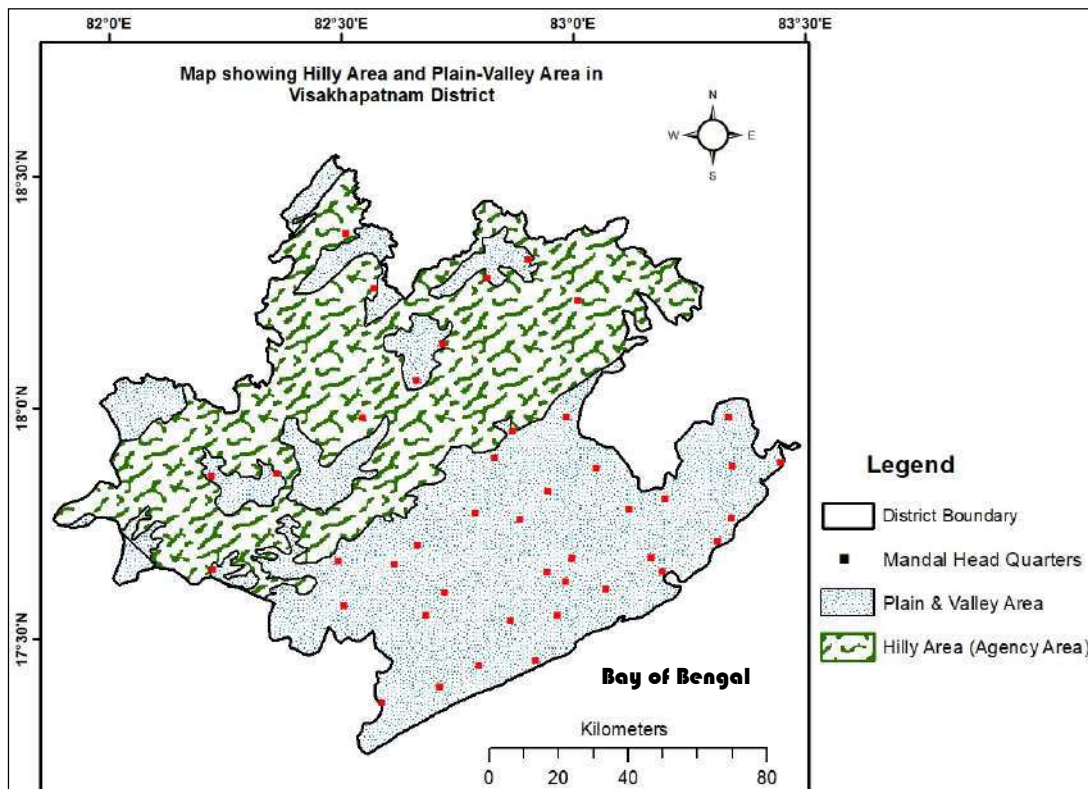 82°0'E 82°30'E 83°0'E 83°30'E
Map showing Hilly Area and Plain-Valley Area in
Visakhapatnam District
N
W E
S
18°30'N
18°0'N
17°30'N
Legend
District Boundary
Mandal Head Quarters
Plain & Valley Area
Hilly Area (Agency Area)
Bay of Bengal
Kilometers
0 20 40 60 80